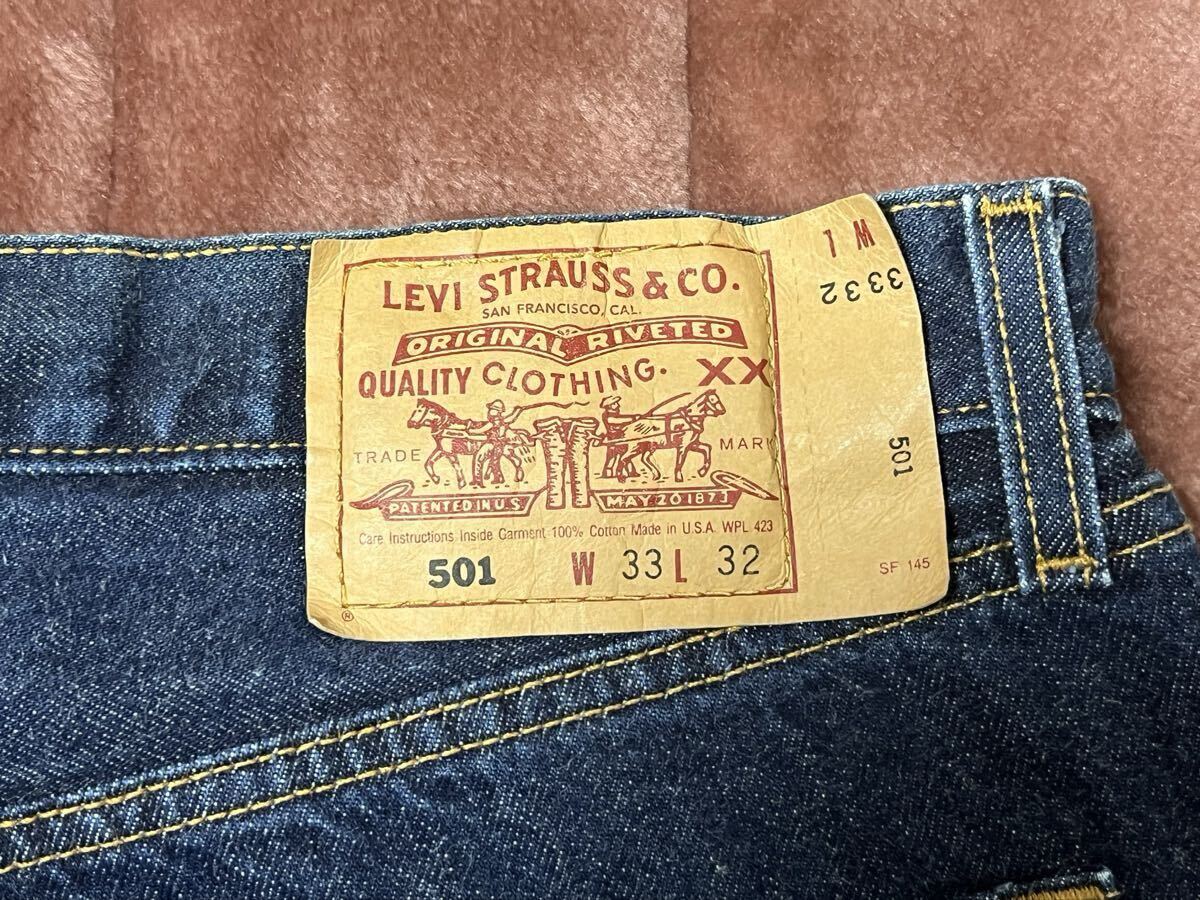 LEVI STRAUSS & CO.
SAN FRANCISCO, CAL.
ORIGINAL RIVETED
QUALITY CLOTHING. XX
TRADE MARK
PATENTED IN U.S. MAY 20 1873
Care Instructions Inside Garment 100% Cotton Made in U.S.A. WPL 423
501 W 33 L 32
®
1 M
3332
501
SF 145